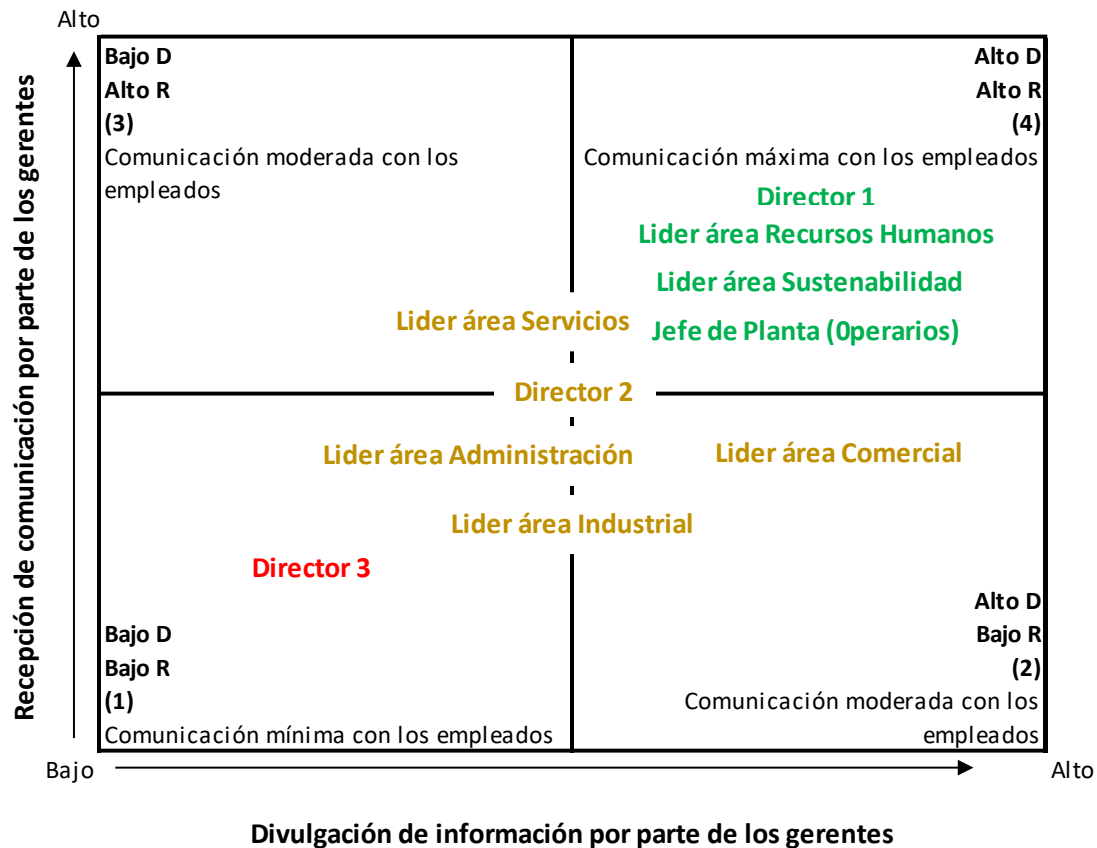 Alto
Recepción de comunicación por parte de los gerentes
Bajo D
Alto R
(3)
Comunicación moderada con los
empleados
Alto D
Alto R
(4)
Comunicación máxima con los empleados
Director 1
Lider área Recursos Humanos
Lider área Sustenabilidad
Lider área Servicios
Jefe de Planta (0perarios)
Director 2
Lider área Administración
Lider área Comercial
Lider área Industrial
Director 3
Bajo D
Bajo R
(1)
Comunicación mínima con los empleados
Alto D
Bajo R
(2)
Comunicación moderada con los
empleados
Bajo
Alto
Divulgación de información por parte de los gerentes